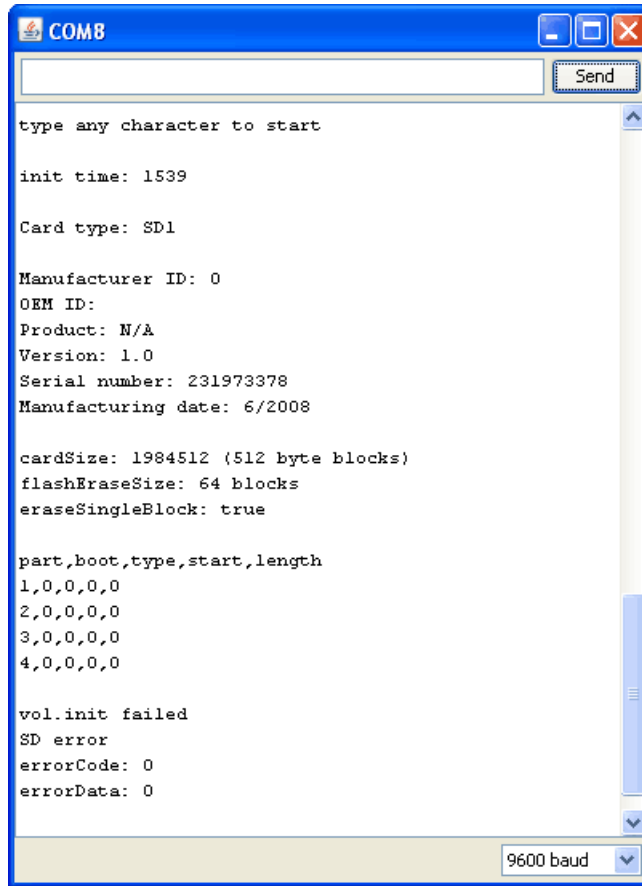 COM8
Send
type any character to start
init time: 1539
Card type: SD1
Manufacturer ID: 0
OEM ID:
Product: N/A
Version: 1.0
Serial number: 231973378
Manufacturing date: 6/2008
cardSize: 1984512 (512 byte blocks)
flashEraseSize: 64 blocks
eraseSingleBlock: true
part,boot,type,start,length
1,0,0,0,0
2,0,0,0,0
3,0,0,0,0
4,0,0,0,0
vol.init failed
SD error
errorCode: 0
errorData: 0
9600 baud